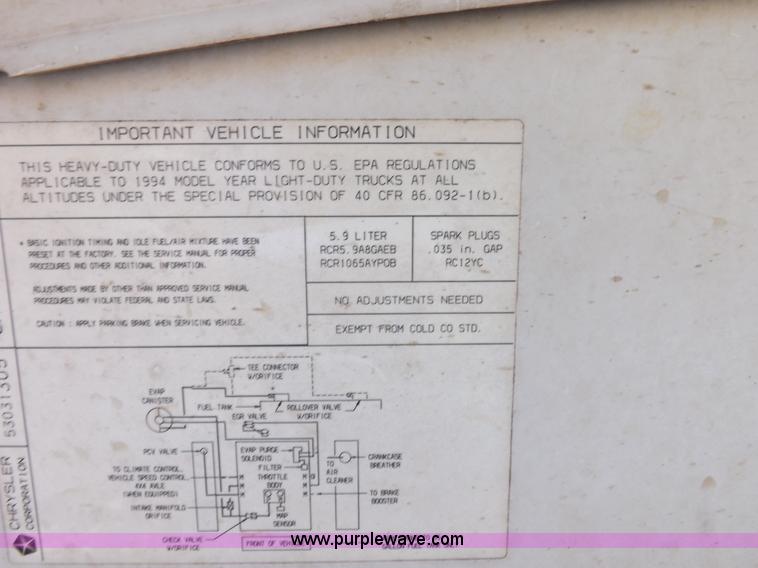 IMPORTANT VEHICLE INFORMATION
THIS HEAVY-DUTY VEHICLE CONFORMS TO U.S. EPA REGULATIONS
APPLICABLE TO 1994 MODEL YEAR LIGHT-DUTY TRUCKS AT ALL
ALTITUDES UNDER THE SPECIAL PROVISION OF 40 CFR 86.092-1(b).
* BASIC IGNITION TIMING AND IDLE FUEL/AIR MIXTURE HAVE BEEN
PRESET AT THE FACTORY. SEE THE SERVICE MANUAL FOR PROPER
PROCEDURES AND OTHER ADDITIONAL INFORMATION.
ADJUSTMENTS MADE BY OTHER THAN APPROVED SERVICE MANUAL
PROCEDURES MAY VIOLATE FEDERAL AND STATE LAWS.
CAUTION : APPLY PARKING BRAKE WHEN SERVICING VEHICLE.
5.9 LITER
RCR5.9A8GAEB
RCR1065AYPOB
SPARK PLUGS
.035 in. GAP
RC12YC
NO ADJUSTMENTS NEEDED
EXEMPT FROM COLD CO STD.
TEE CONNECTOR
W/ORIFICE
EVAP
CANISTER
FUEL TANK
ROLLOVER VALVE
W/ORIFICE
EGR VALVE
PCV VALVE
EVAP PURGE
SOLENOID
FILTER
THROTTLE
BODY
TO
AIR
CLEANER
CRANKCASE
BREATHER
TO CLIMATE CONTROL,
VEHICLE SPEED CONTROL,
4X4 AXLE
(WHEN EQUIPPED)
INTAKE MANIFOLD
ORIFICE
MAP
SENSOR
TO BRAKE
BOOSTER
CHECK VALVE
W/ORIFICE
FRONT OF VEHICLE
53031305
CHRYSLER
CORPORATION
www.purplewave.com